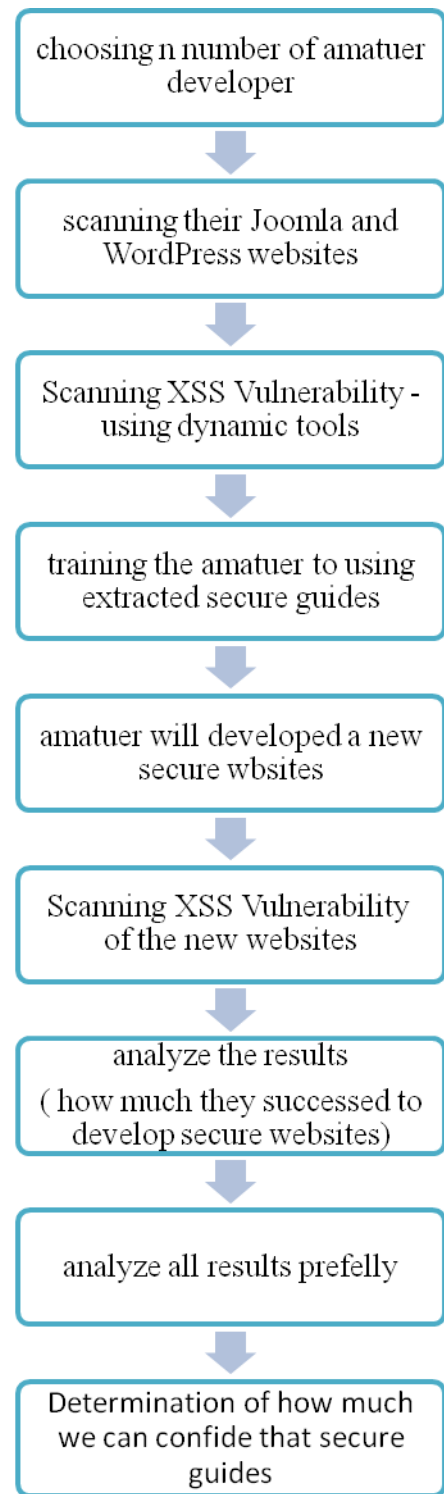 choosing n number of amatuer
developer
scanning their Joomla and
WordPress websites
Scanning XSS Vulnerability -
using dynamic tools
training the amatuer to using
extracted secure guides
amatuer will developed a new
secure wbsites
Scanning XSS Vulnerability
of the new websites
analyze the results
( how much they successed to
develop secure websites)
analyze all results prefelly
Determination of how much
we can confide that secure
guides